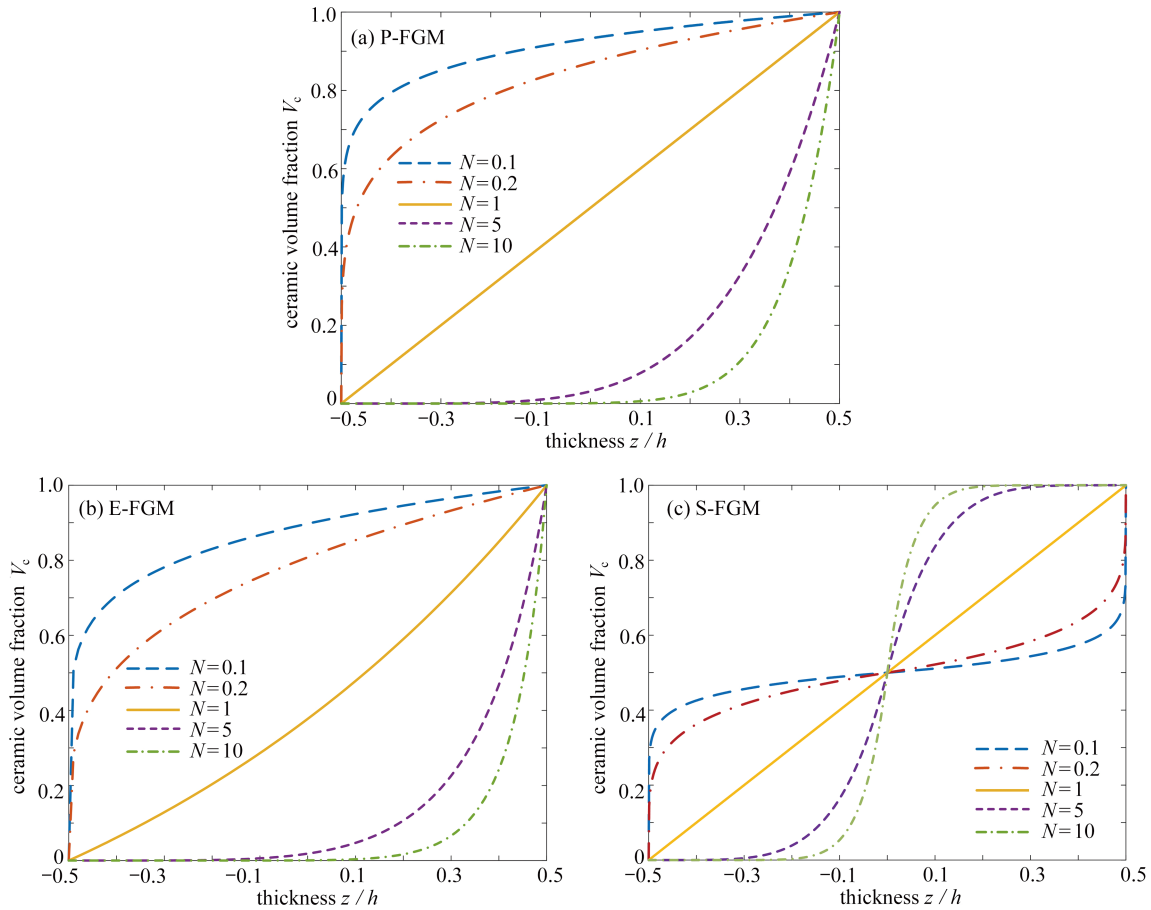 (a) P-FGM
ceramic volume fraction Vc
1.0
0.8
0.6
0.4
0.2
0
N=0.1
N=0.2
N=1
N=5
N=10
−0.5 −0.3 −0.1 0.1 0.3 0.5
thickness z / h
(b) E-FGM
ceramic volume fraction Vc
1.0
0.8
0.6
0.4
0.2
0
N=0.1
N=0.2
N=1
N=5
N=10
−0.5 −0.3 −0.1 0.1 0.3 0.5
thickness z / h
(c) S-FGM
ceramic volume fraction Vc
1.0
0.8
0.6
0.4
0.2
0
N=0.1
N=0.2
N=1
N=5
N=10
−0.5 −0.3 −0.1 0.1 0.3 0.5
thickness z / h